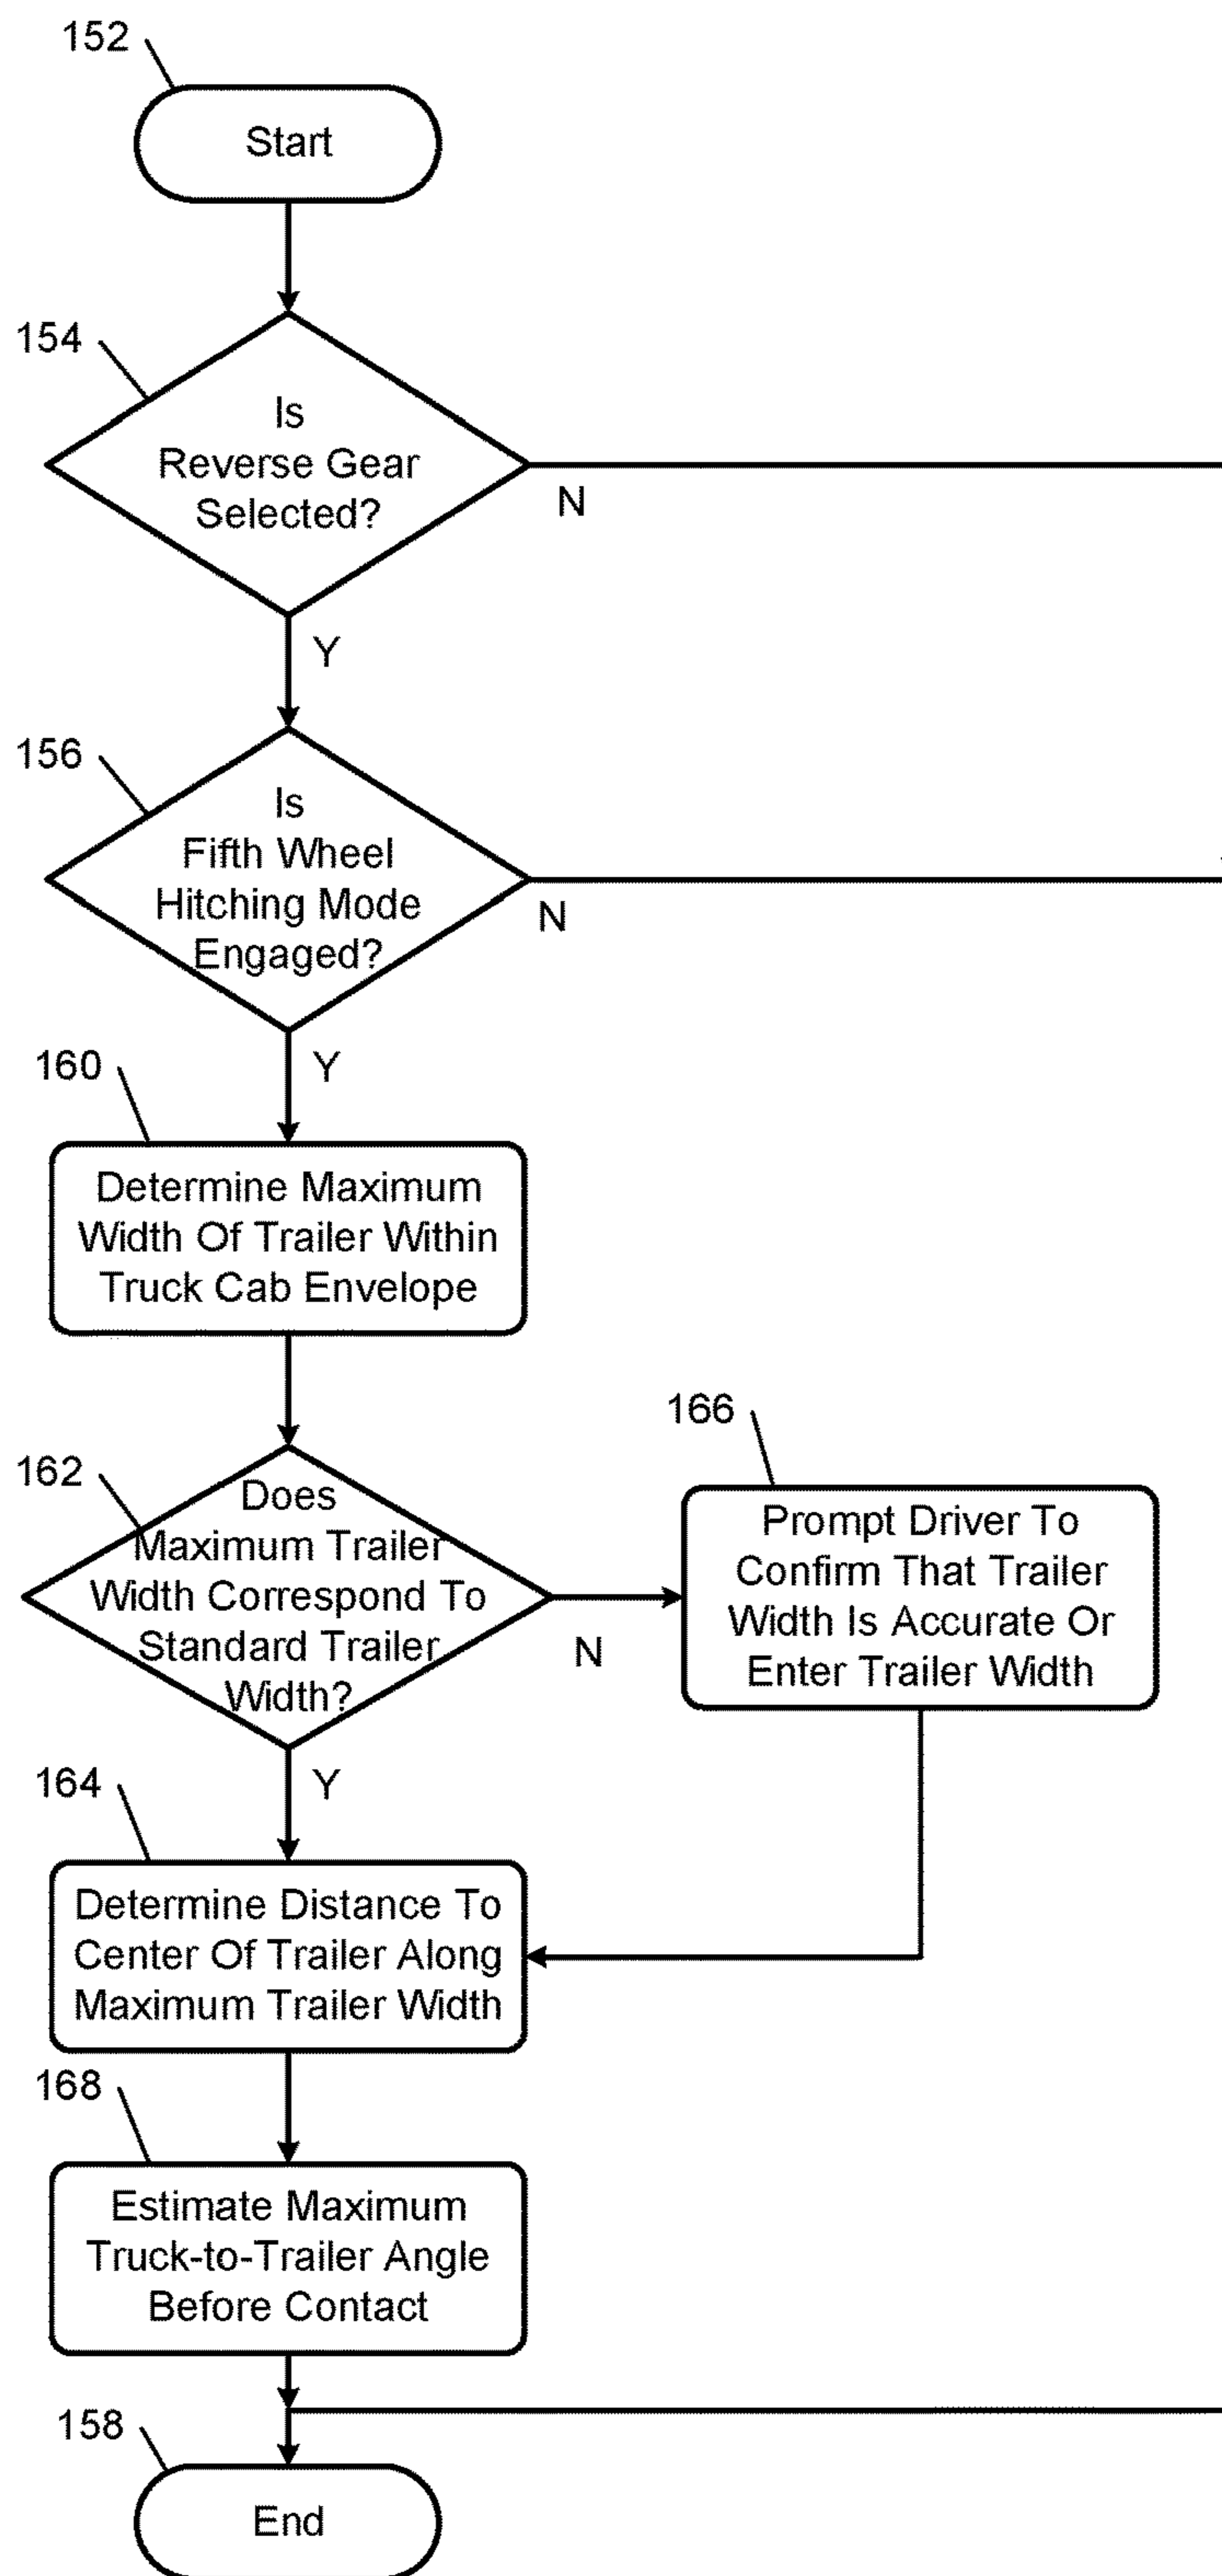 152
Start
154
Is
Reverse Gear
Selected?
N
Y
156
Is
Fifth Wheel
Hitching Mode
Engaged?
N
Y
160
Determine Maximum
Width Of Trailer Within
Truck Cab Envelope
162
Does
Maximum Trailer
Width Correspond To
Standard Trailer
Width?
N
Y
166
Prompt Driver To
Confirm That Trailer
Width Is Accurate Or
Enter Trailer Width
164
Determine Distance To
Center Of Trailer Along
Maximum Trailer Width
168
Estimate Maximum
Truck-to-Trailer Angle
Before Contact
158
End